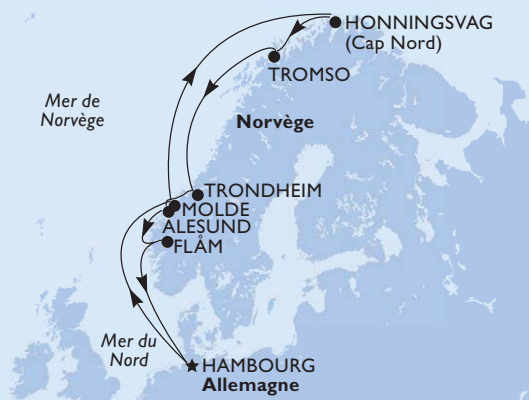 HONNINGSVAG
(Cap Nord)
TROMSO
Mer de
Norvège
Norvège
TRONDHEIM
MOLDE
ALESUND
FLÅM
Mer du
Nord
HAMBOURG
Allemagne